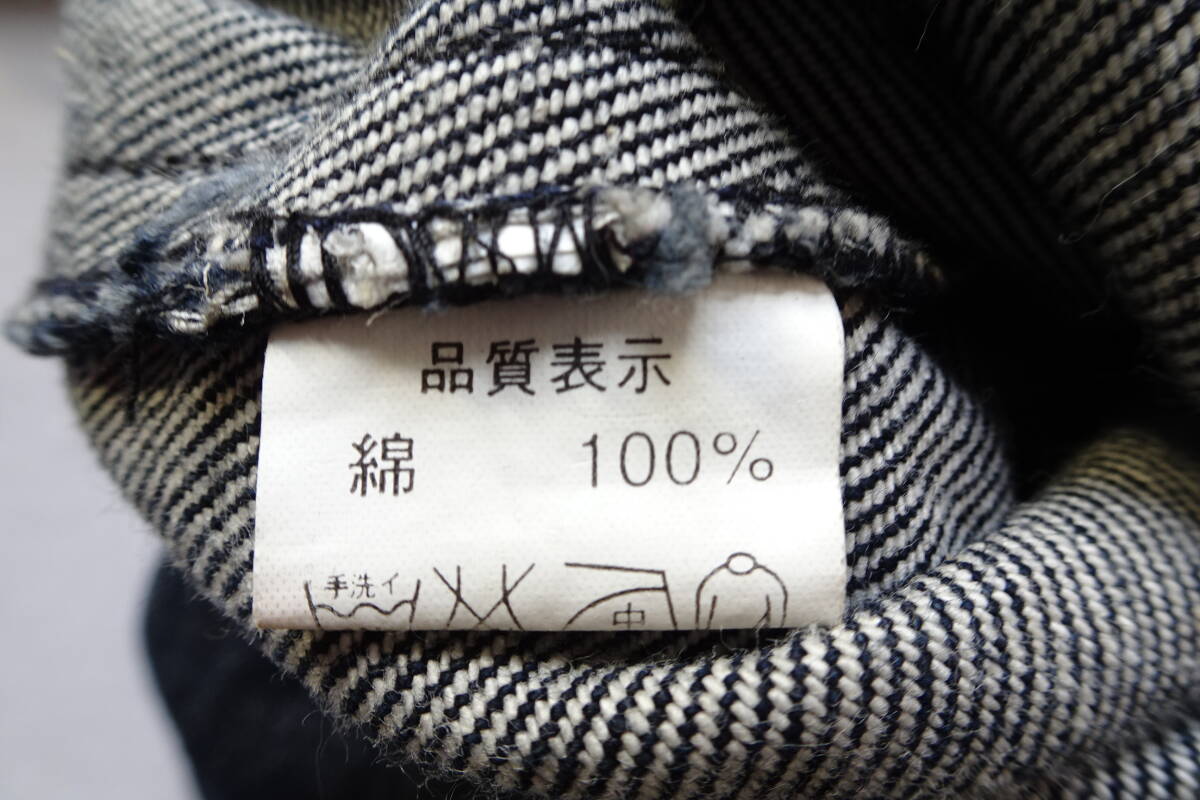 品質表示
綿 100%
手洗イ 中